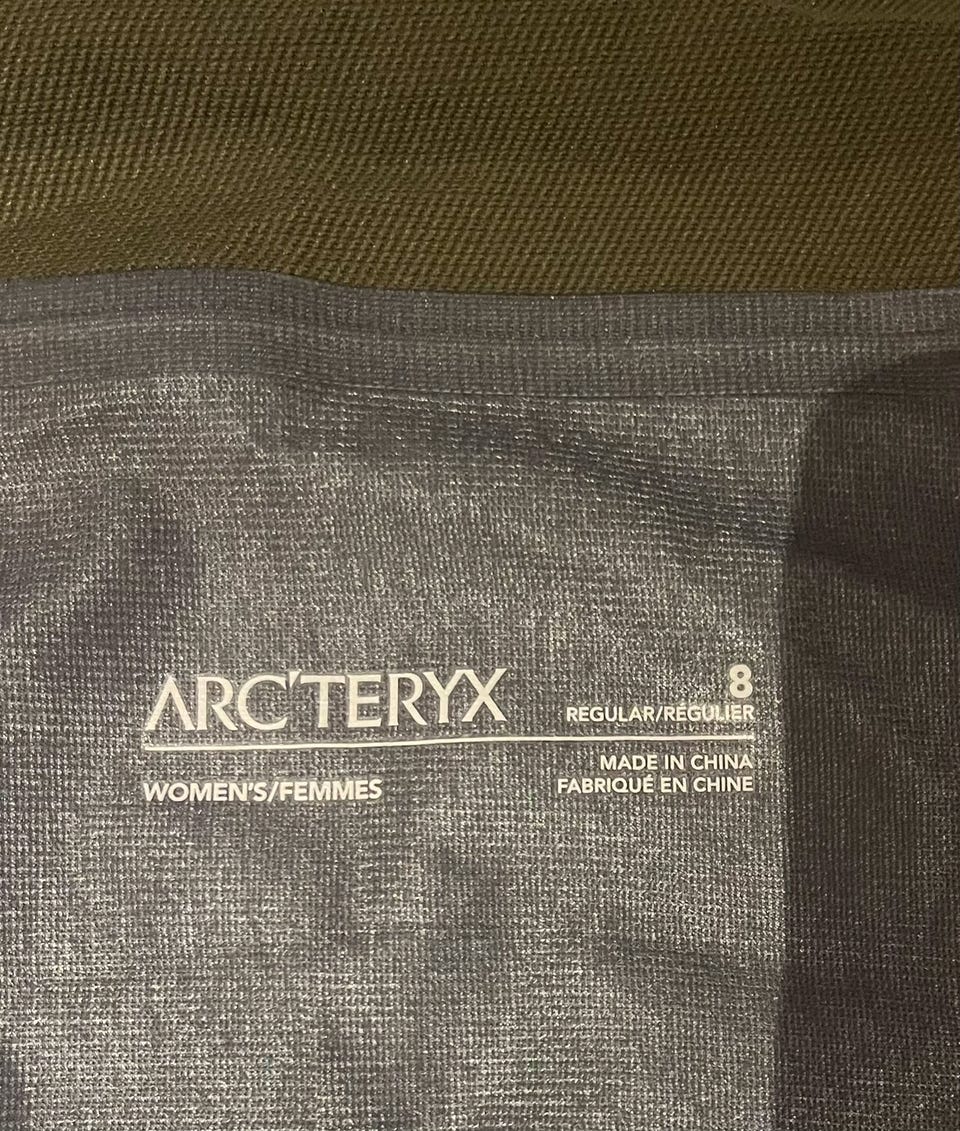 ARC'TERYX
8
REGULAR/RÉGULIER
WOMEN'S/FEMMES
MADE IN CHINA
FABRIQUÉ EN CHINE